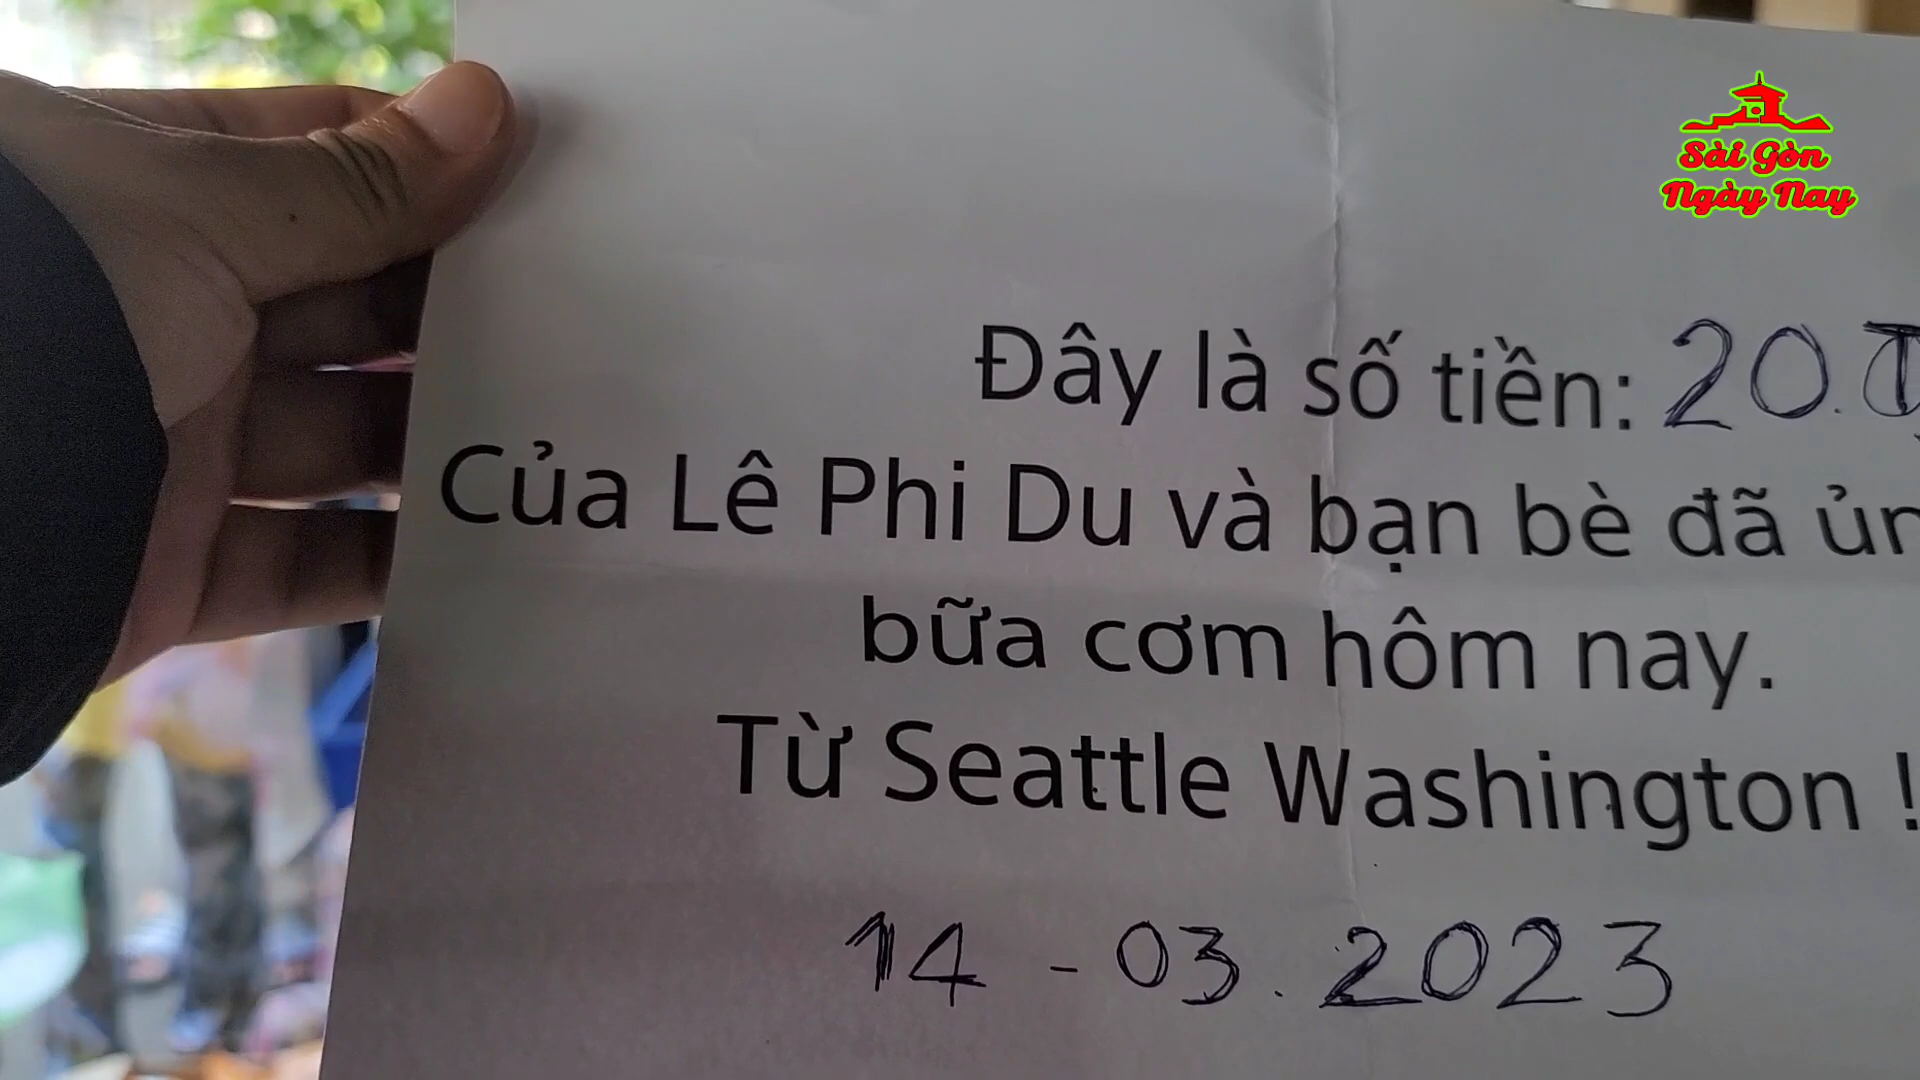 Sài Gòn
Ngày Nay
Đây là số tiền: 20.
Của Lê Phi Du và bạn bè đã
bữa cơm hôm nay.
Từ Seattle Washington !
14 - 03 . 2023